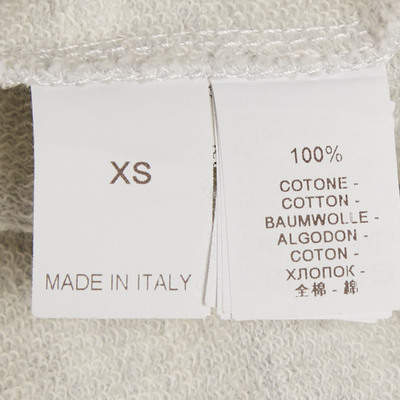 XS
MADE IN ITALY
100%
COTONE -
COTTON -
BAUMWOLLE -
ALGODON -
COTON -
ХЛОПОК -
全棉 - 綿